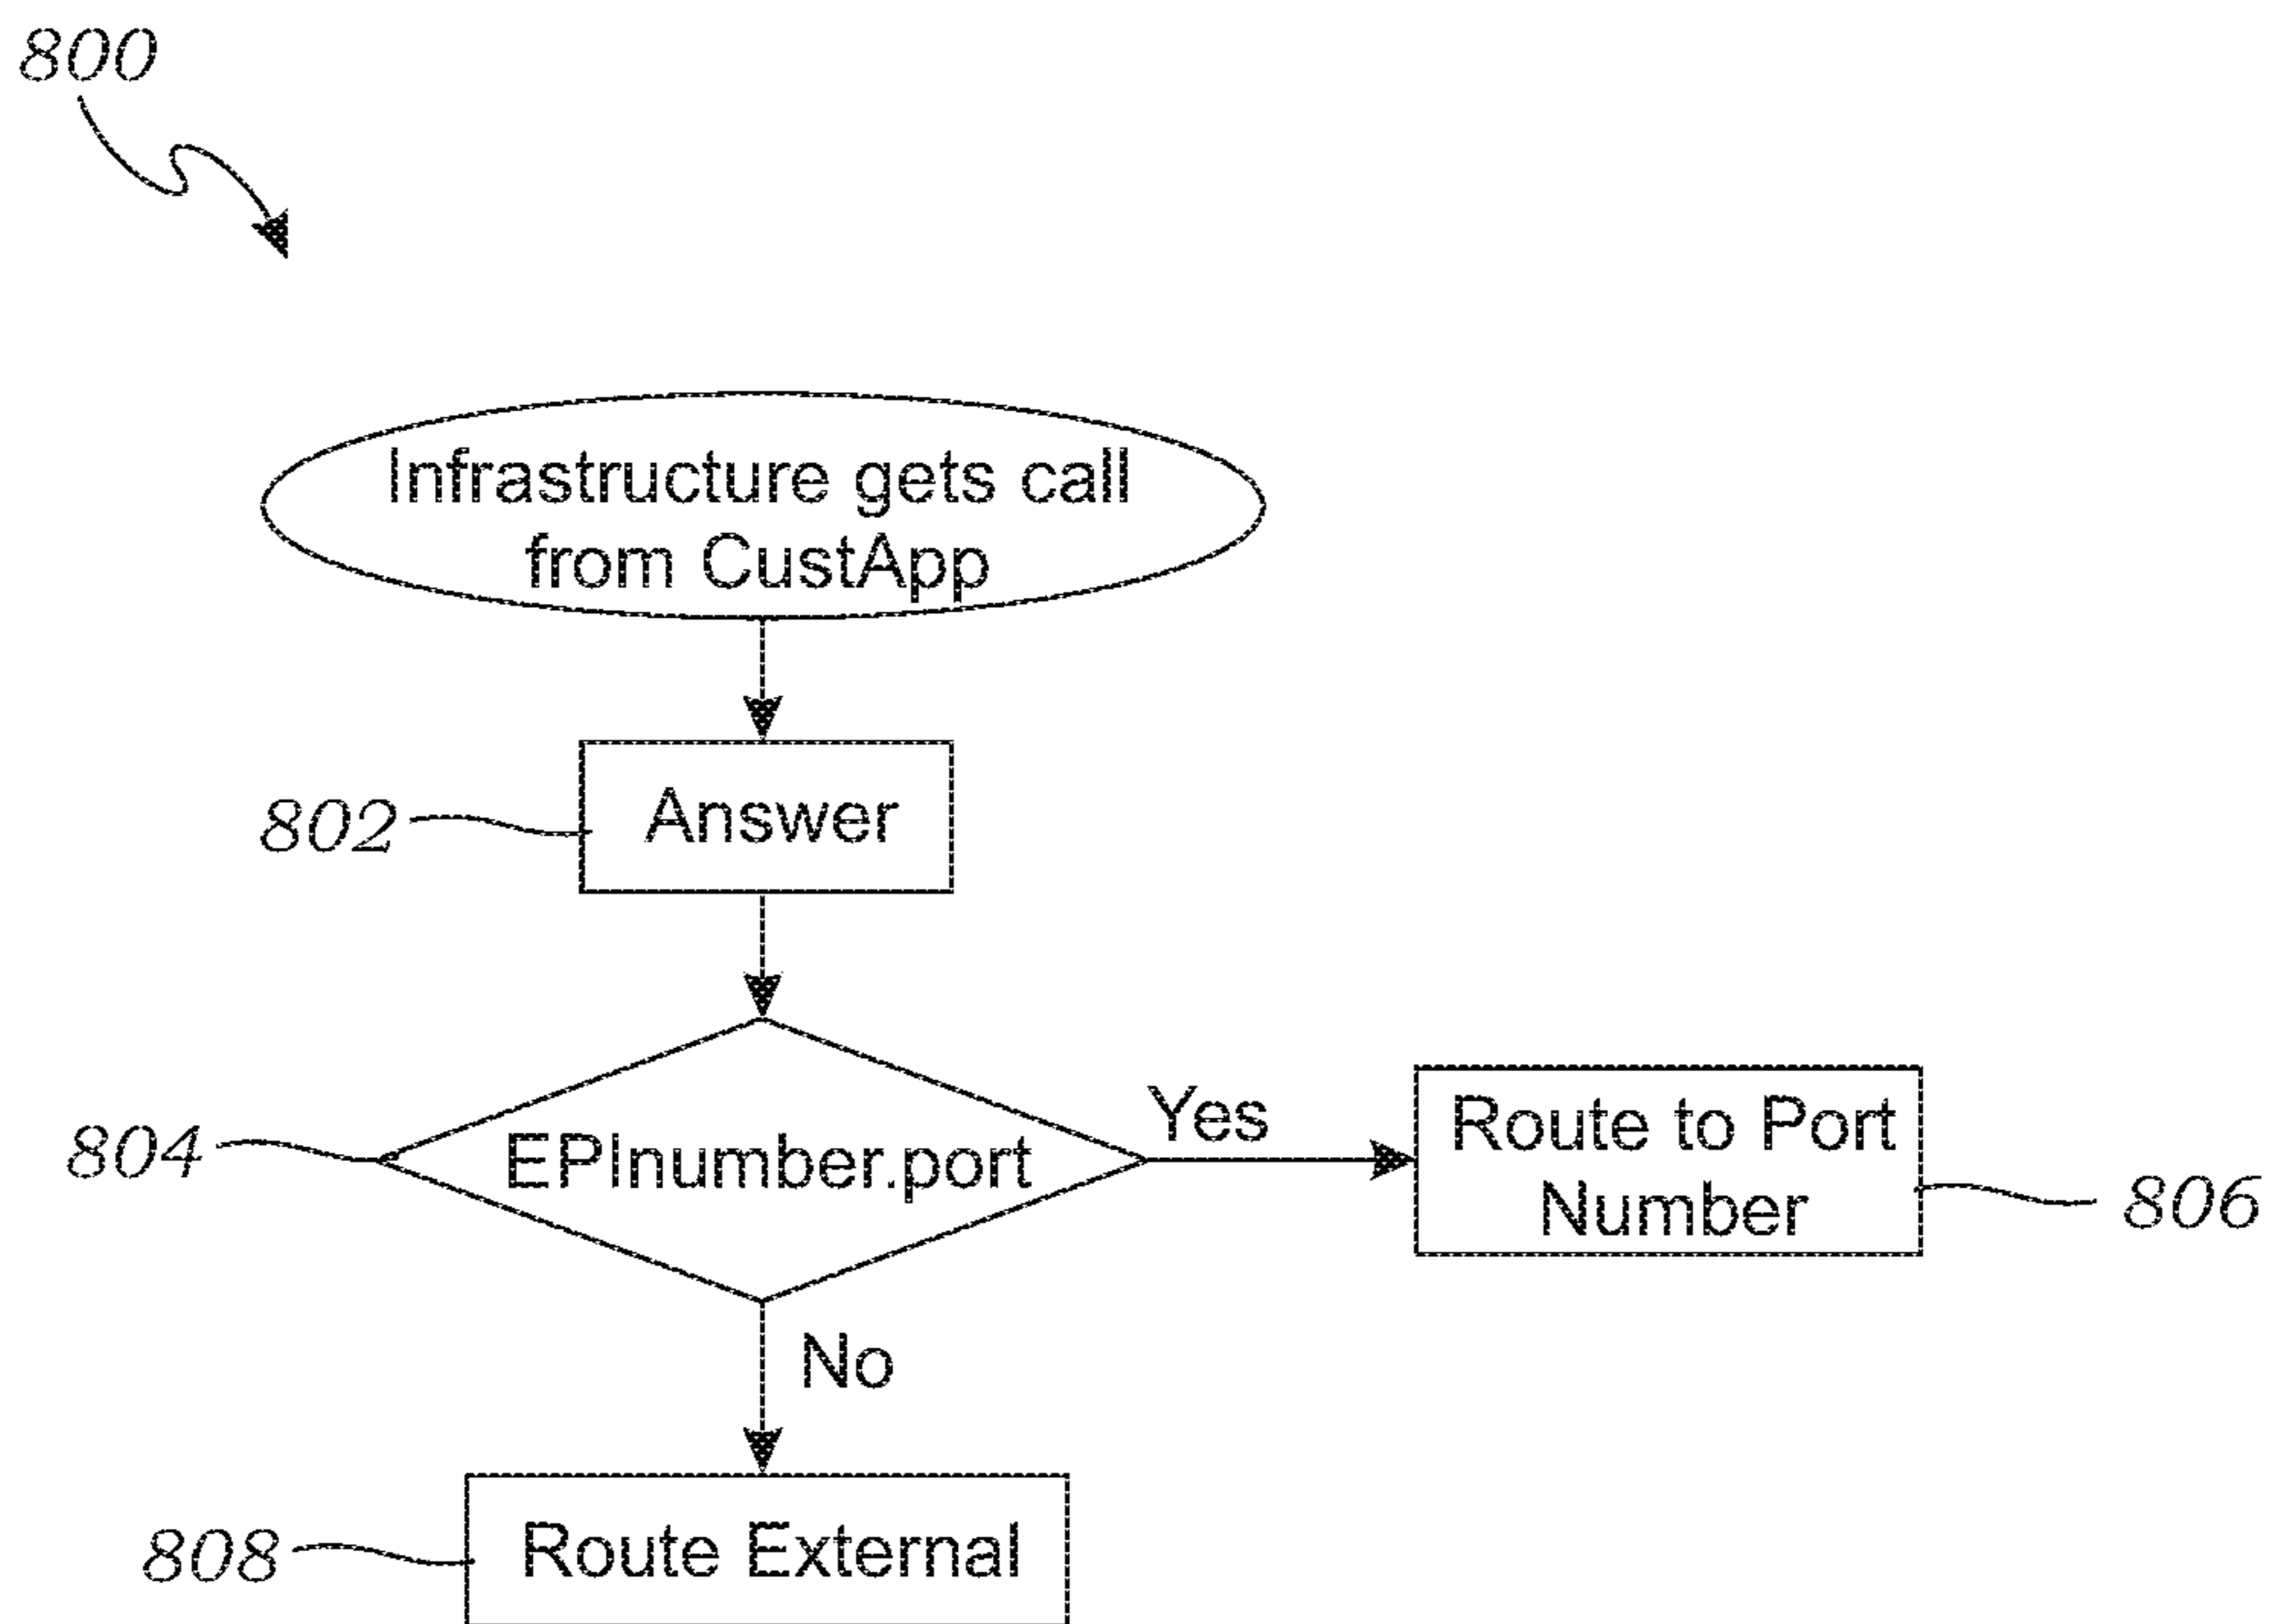 800
Infrastructure gets call
from CustApp
802
Answer
804
EPInumber.port
Yes
Route to Port
Number
806
No
808
Route External